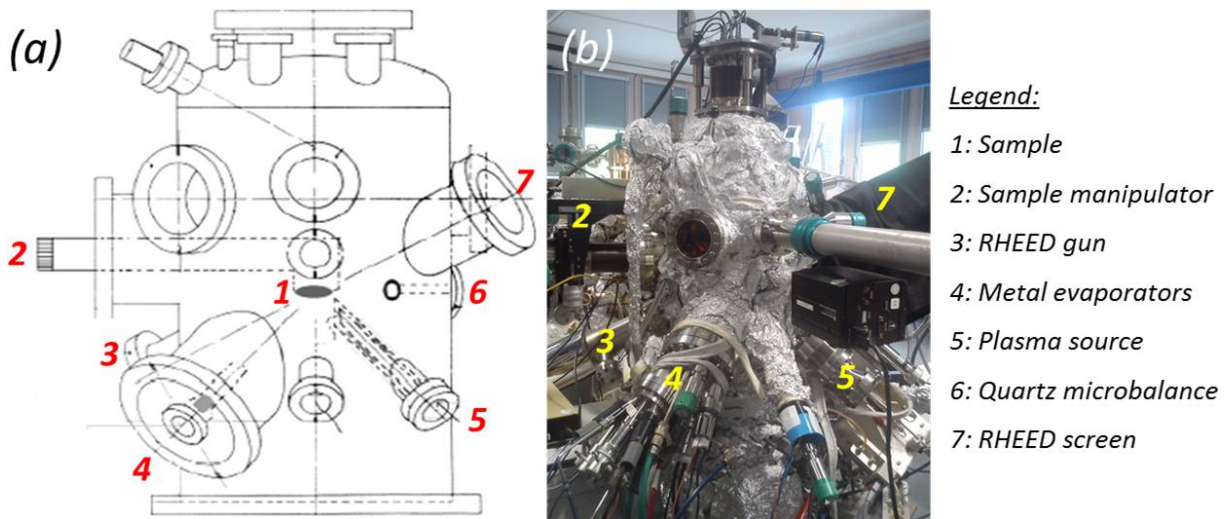 (a)
7
2
1
6
3
5
4
(b)
7
2
3
4
5
Legend:
1: Sample
2: Sample manipulator
3: RHEED gun
4: Metal evaporators
5: Plasma source
6: Quartz microbalance
7: RHEED screen